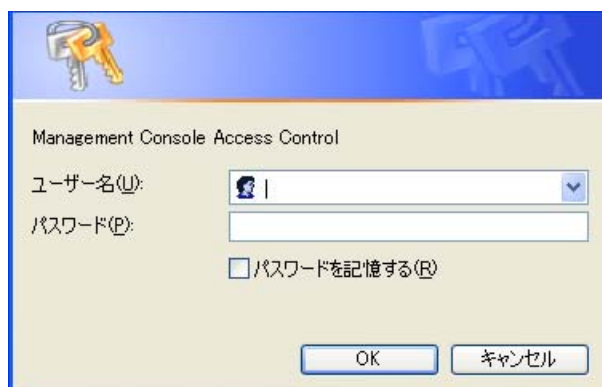 Management Console Access Control
ユーザー名(U):
パスワード(P):
パスワードを記憶する(R)
OK キャンセル